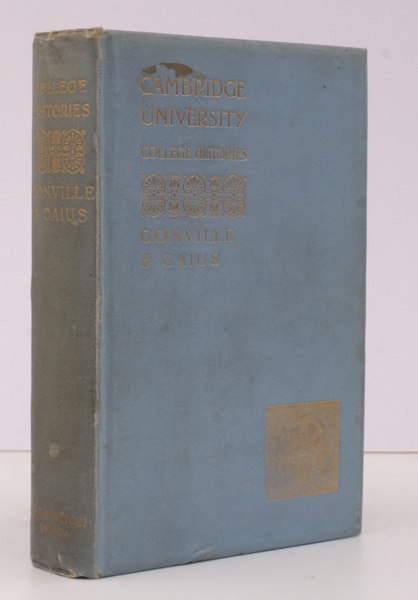 COLLEGE
HISTORIES
GONVILLE
& CAIUS
CAMBRIDGE
UNIVERSITY
COLLEGE HISTORIES
GONVILLE
& CAIUS